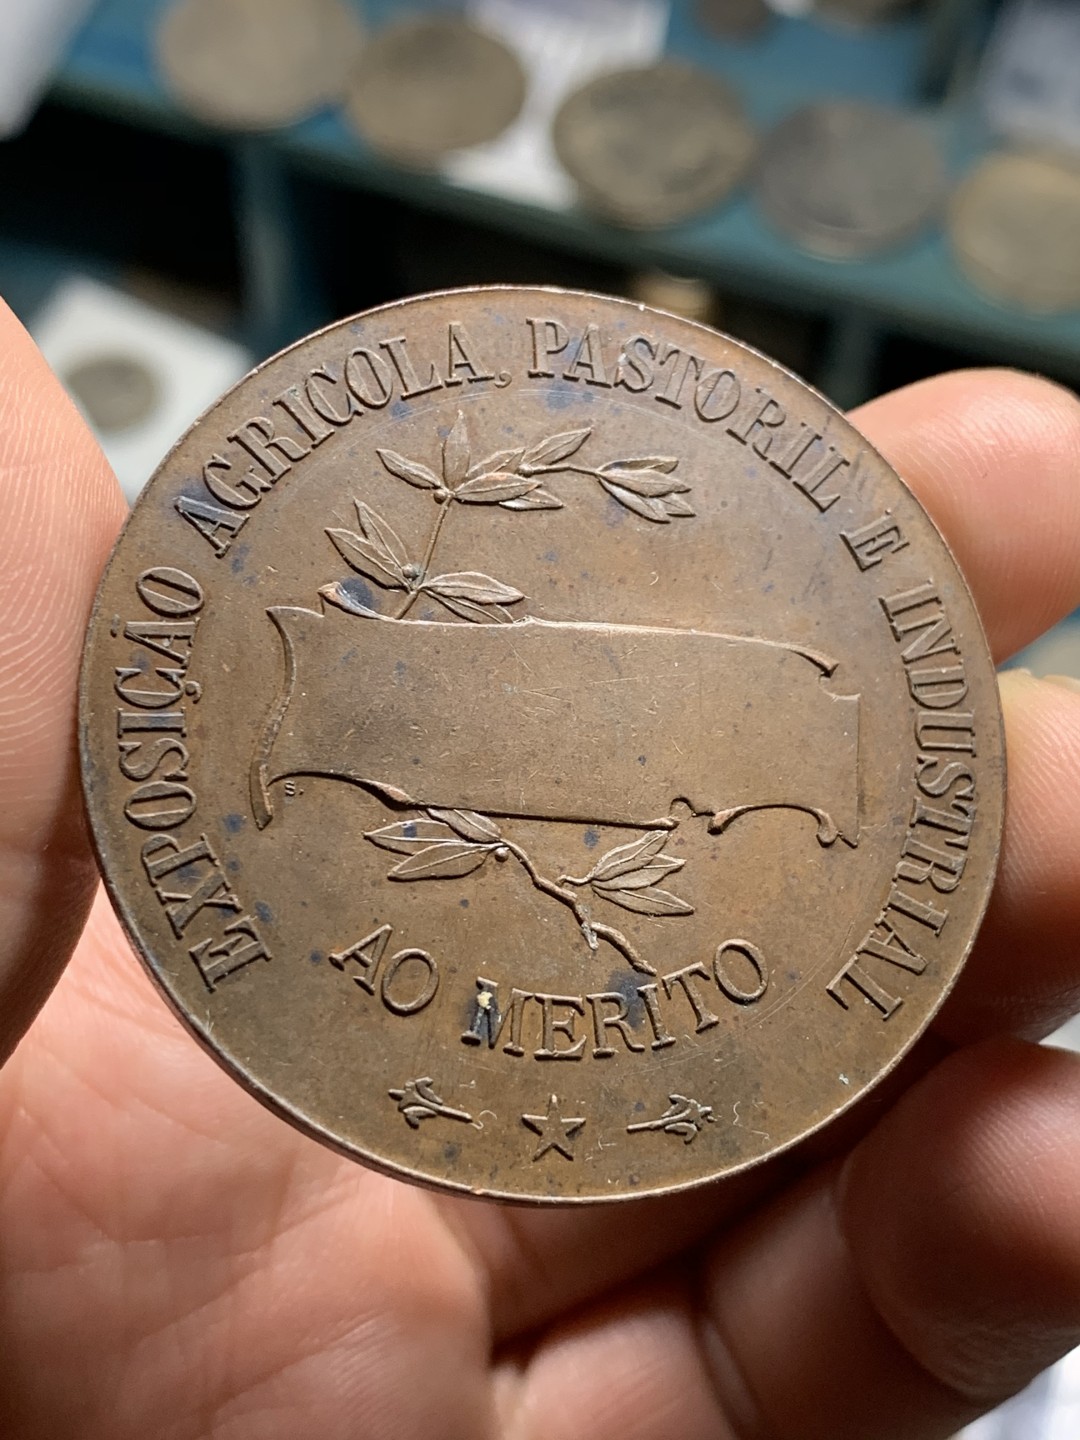 EXPOSIÇÃO AGRICOLA, PASTORIL E INDUSTRIAL
S.
AO MERITO